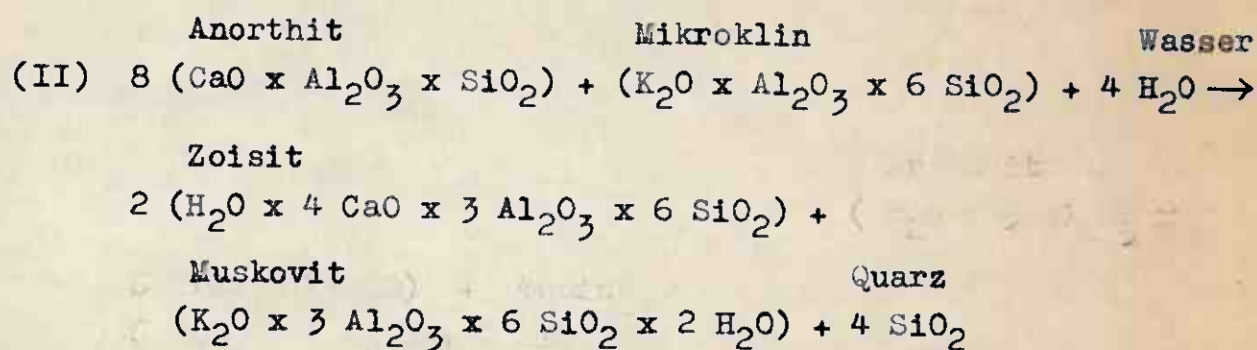 Anorthit Mikroklin Wasser
(II) 8 (CaO x Al₂O₃ x SiO₂) + (K₂O x Al₂O₃ x 6 SiO₂) + 4 H₂O →
Zoisit
2 (H₂O x 4 CaO x 3 Al₂O₃ x 6 SiO₂) +
Muskovit Quarz
(K₂O x 3 Al₂O₃ x 6 SiO₂ x 2 H₂O) + 4 SiO₂